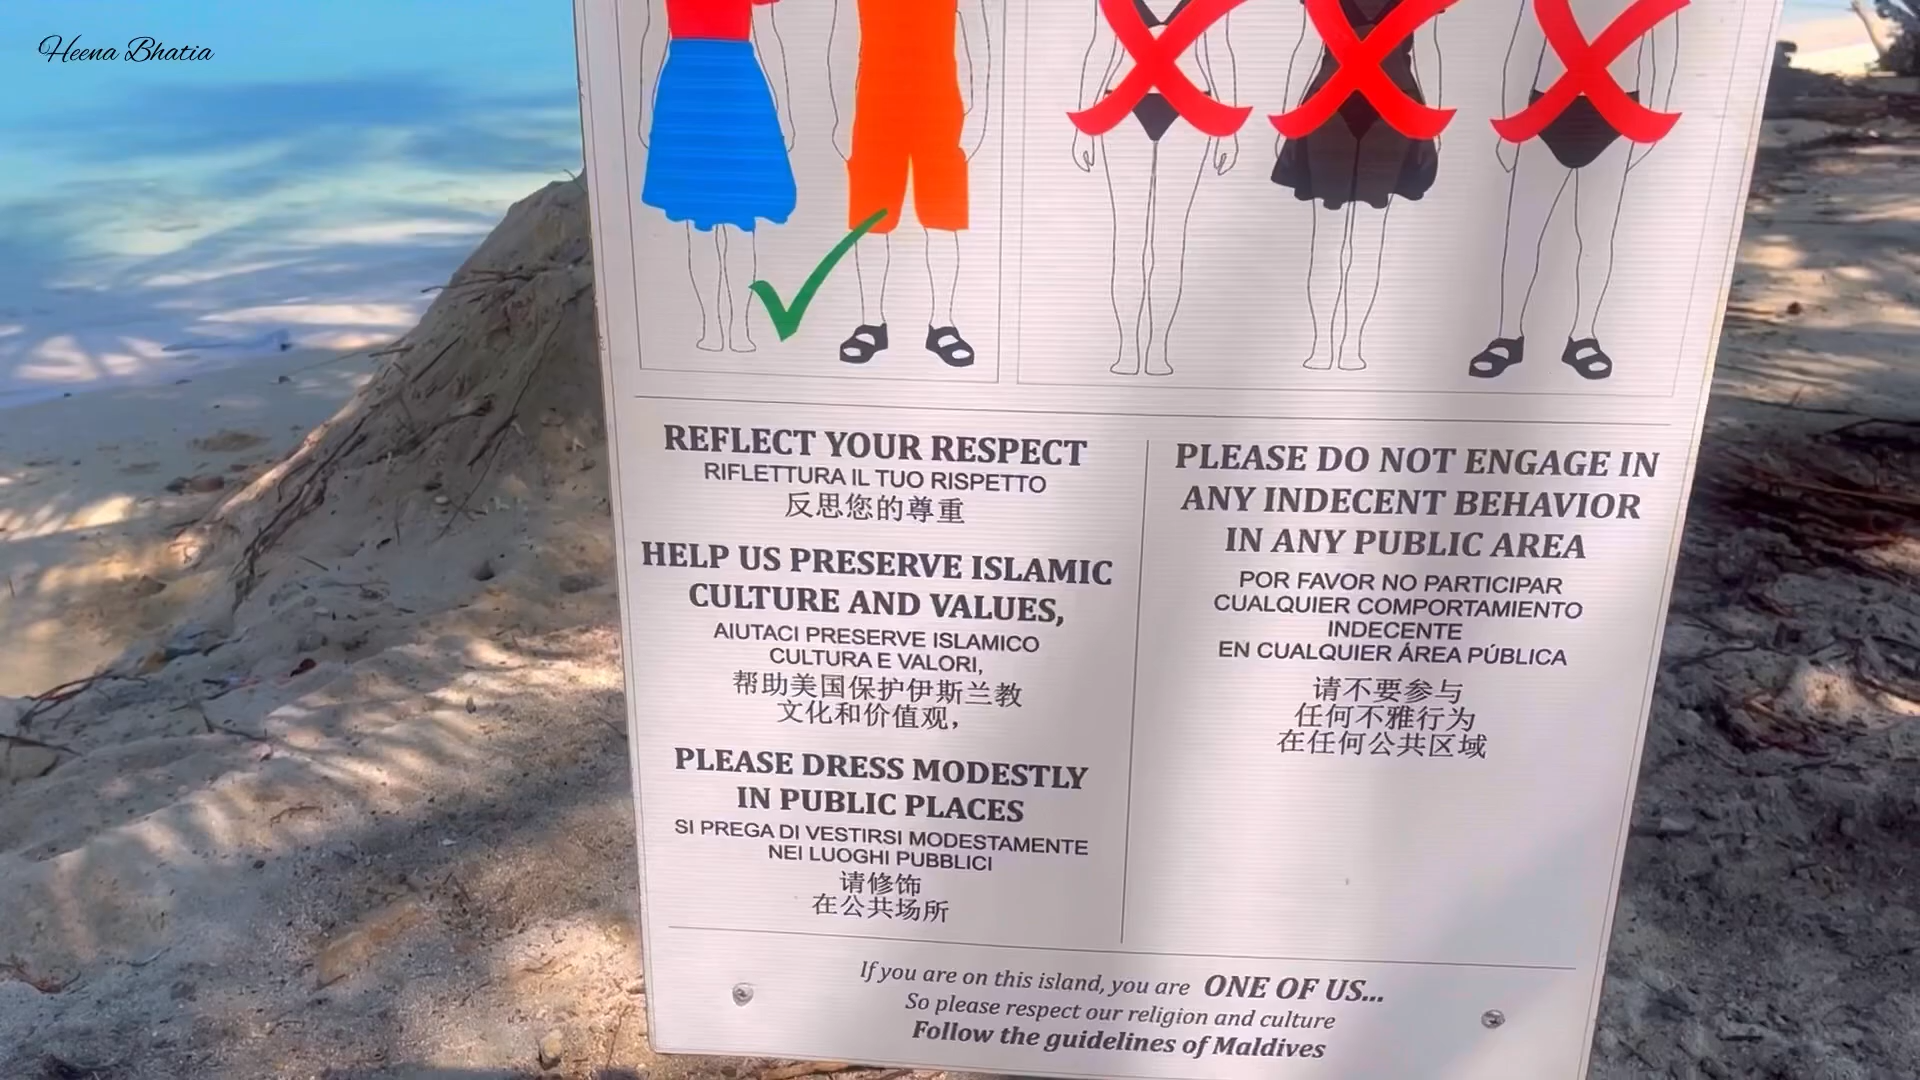 Heena Bhatia
REFLECT YOUR RESPECT
RIFLETTURA IL TUO RISPETTO
反思您的尊重
HELP US PRESERVE ISLAMIC
CULTURE AND VALUES,
AIUTACI PRESERVE ISLAMICO
CULTURA E VALORI,
帮助美国保护伊斯兰教
文化和价值观，
PLEASE DRESS MODESTLY
IN PUBLIC PLACES
SI PREGA DI VESTIRSI MODESTAMENTE
NEI LUOGHI PUBBLICI
请修饰
在公共场所
PLEASE DO NOT ENGAGE IN
ANY INDECENT BEHAVIOR
IN ANY PUBLIC AREA
POR FAVOR NO PARTICIPAR
CUALQUIER COMPORTAMIENTO
INDECENTE
EN CUALQUIER ÁREA PÚBLICA
请不要参与
任何不雅行为
在任何公共区域
If you are on this island, you are ONE OF US...
So please respect our religion and culture
Follow the guidelines of Maldives